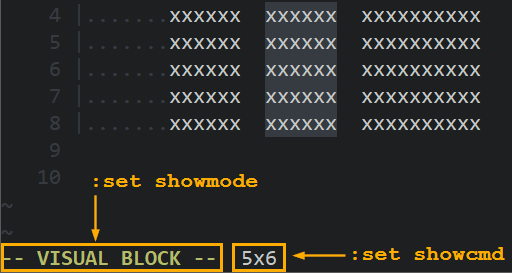 4 |.......xxxxxx  xxxxxx  xxxxxxxxxx
5 |.......xxxxxx  xxxxxx  xxxxxxxxxx
6 |.......xxxxxx  xxxxxx  xxxxxxxxxx
7 |.......xxxxxx  xxxxxx  xxxxxxxxxx
8 |.......xxxxxx  xxxxxx  xxxxxxxxxx
9
10
:set showmode
~
~
-- VISUAL BLOCK -- 5x6 :set showcmd